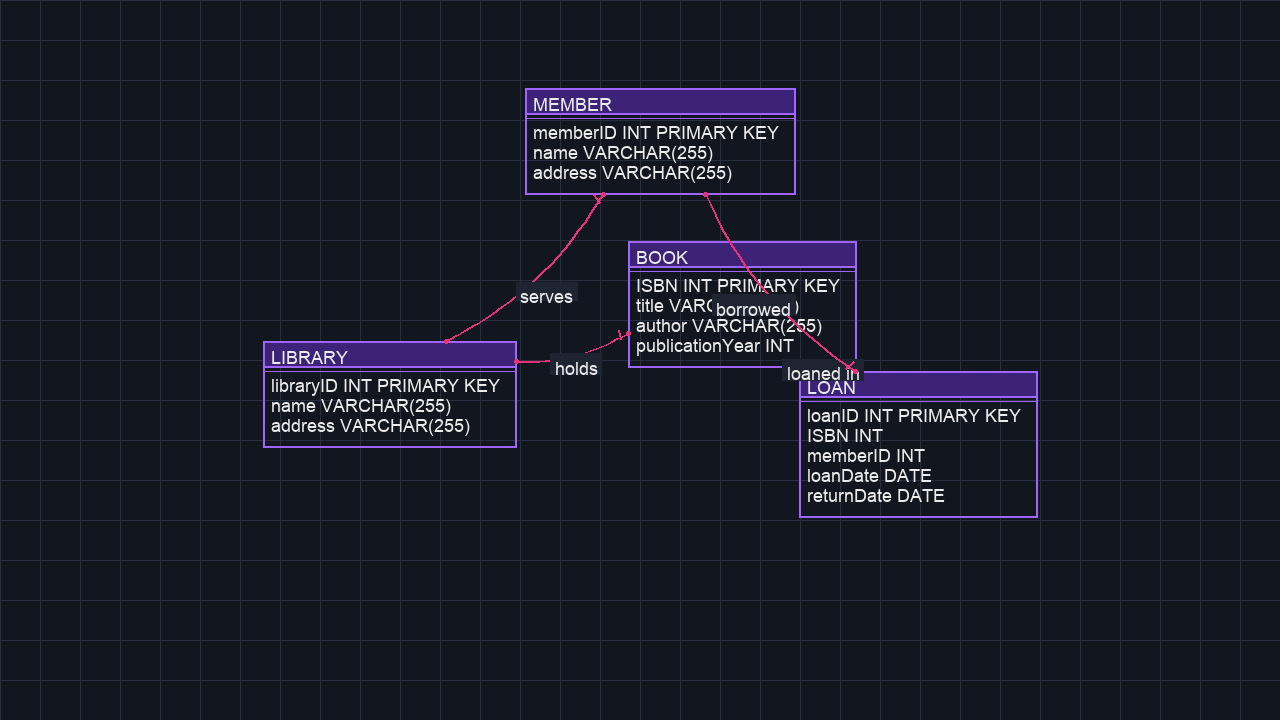 MEMBER
memberID INT PRIMARY KEY
name VARCHAR(255)
address VARCHAR(255)
BOOK
ISBN INT PRIMARY KEY
title VARC )
author VARCHAR(255)
publicationYear INT
borrowed
serves
holds
loaned in
LIBRARY
libraryID INT PRIMARY KEY
name VARCHAR(255)
address VARCHAR(255)
LOAN
loanID INT PRIMARY KEY
ISBN INT
memberID INT
loanDate DATE
returnDate DATE